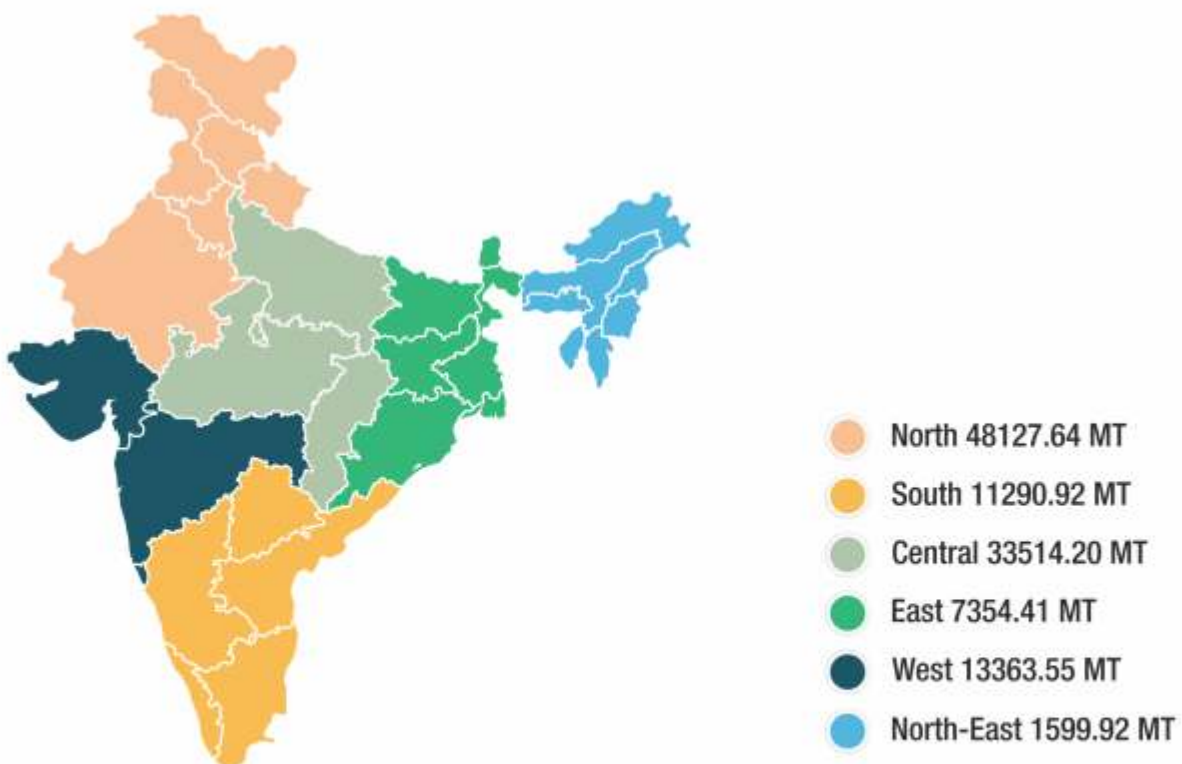 North 48127.64 MT
South 11290.92 MT
Central 33514.20 MT
East 7354.41 MT
West 13363.55 MT
North-East 1599.92 MT